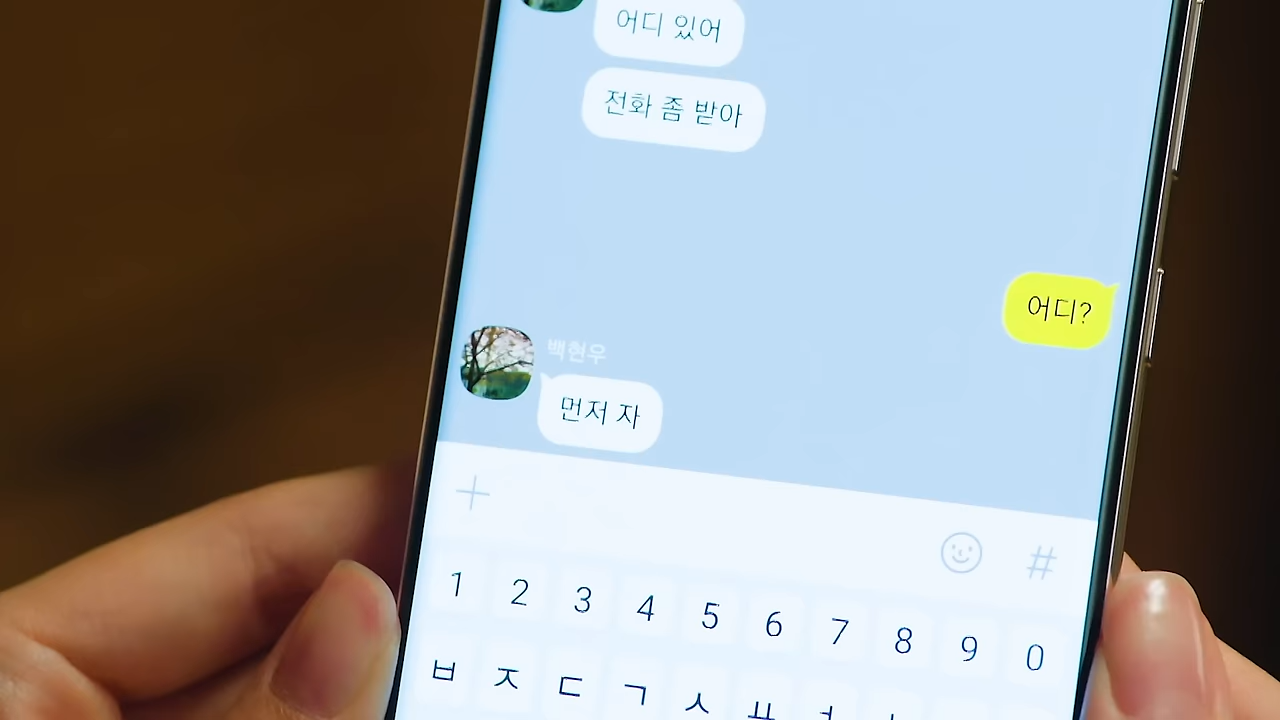 어디 있어
전화 좀 받아
어디?
백현우
먼저 자
+
#
1 2 3 4 5 6 7 8 9 0
ㅂ ㅈ ㄷ ㄱ ㅅ ㅛ